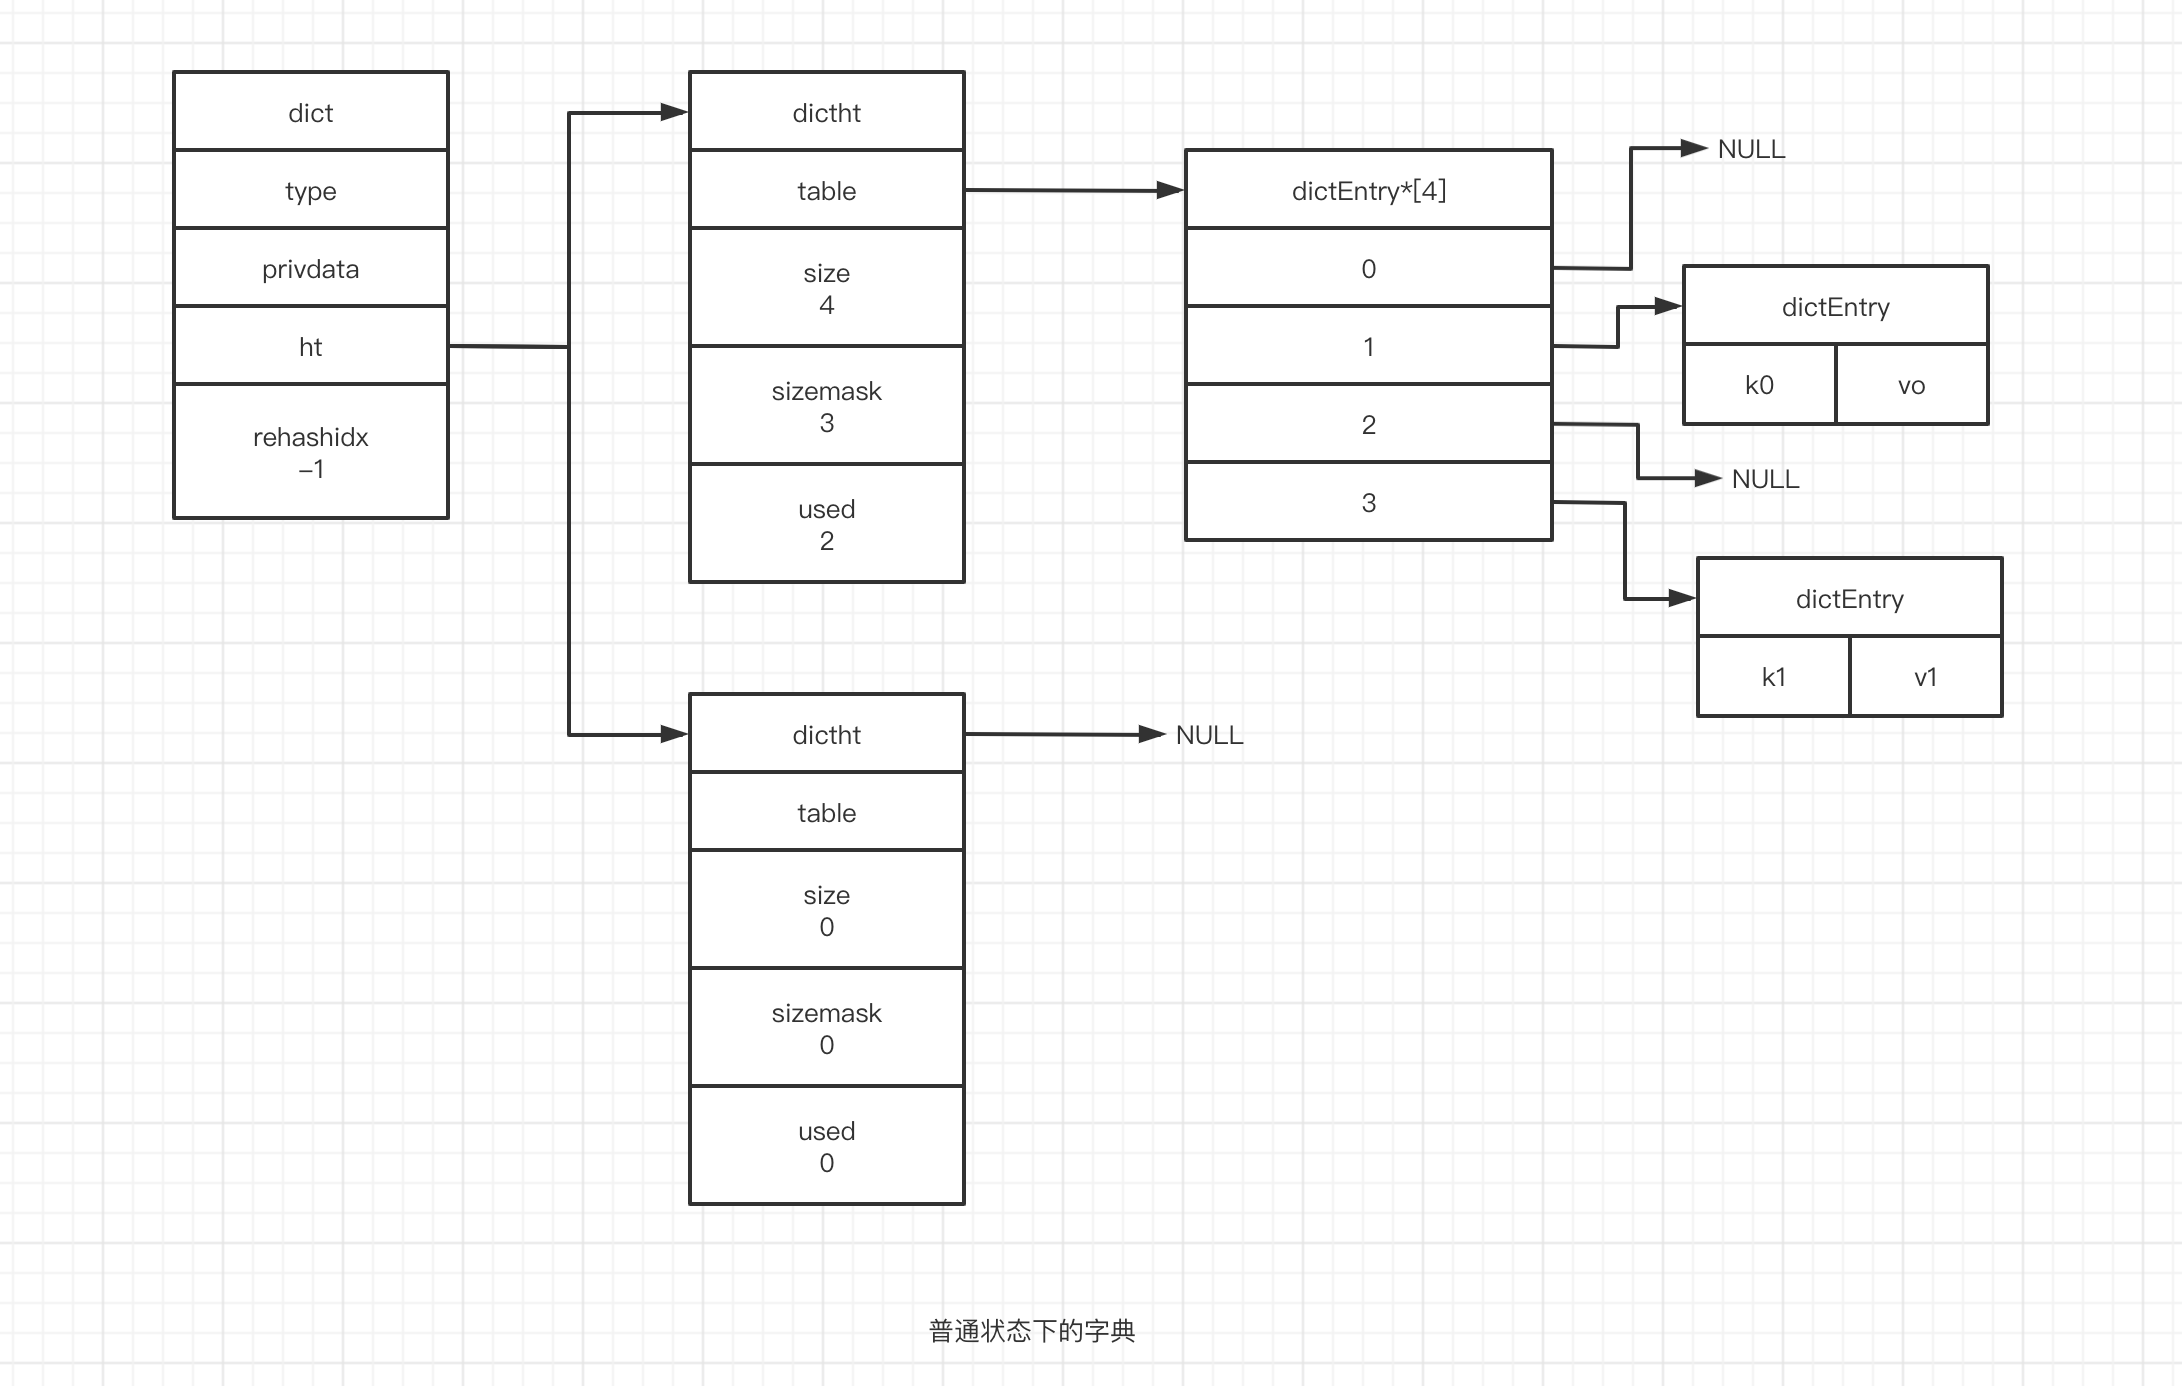 dict
type
privdata
ht
rehashidx
-1
dictht
table
size
4
sizemask
3
used
2
dictEntry*[4]
0
1
2
3
NULL
dictEntry
k0
vo
NULL
dictEntry
k1
v1
dictht
NULL
table
size
0
sizemask
0
used
0
普通状态下的字典